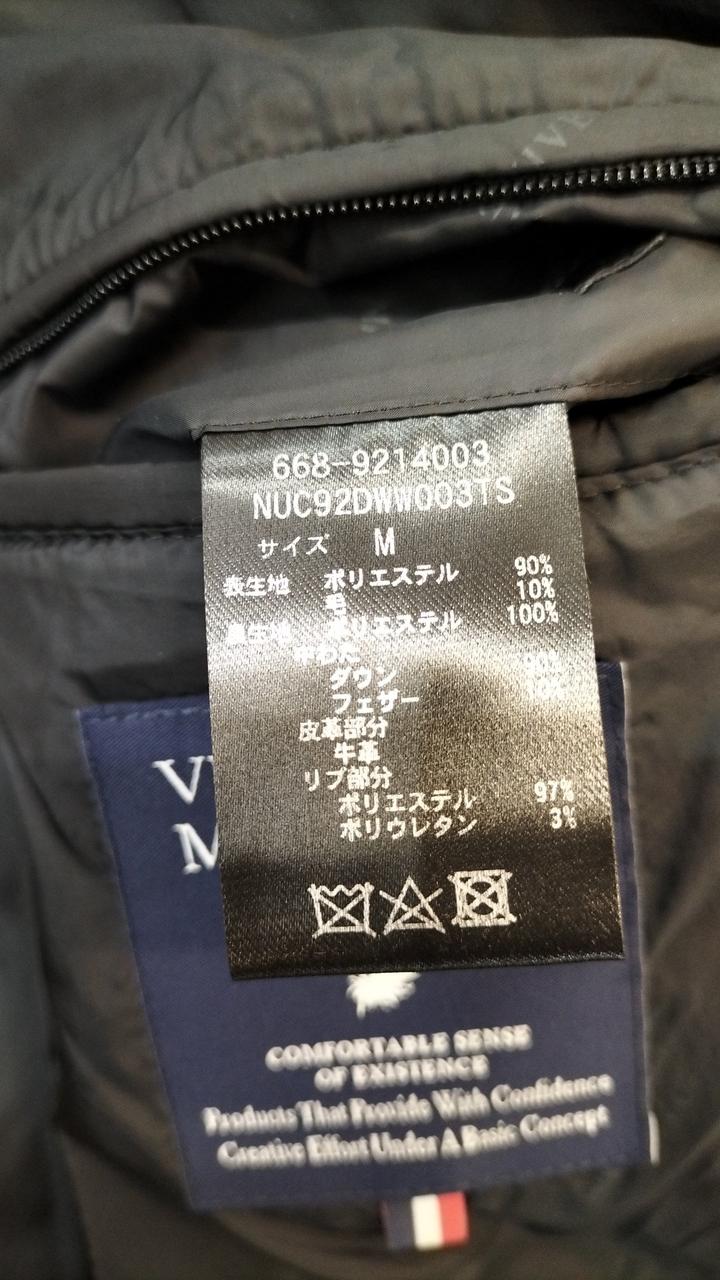 668-9214003
NUC92DWW003TS
サイズ M
表生地 ポリエステル 90%
毛 10%
裏生地 ポリエステル 100%
中わた
ダウン 90%
フェザー 10%
皮革部分
牛革
リブ部分
ポリエステル 97%
ポリウレタン 3%
COMFORTABLE SENSE
OF EXISTENCE
Products That Provide With Confidence
Creative Effort Under A Basic Concept